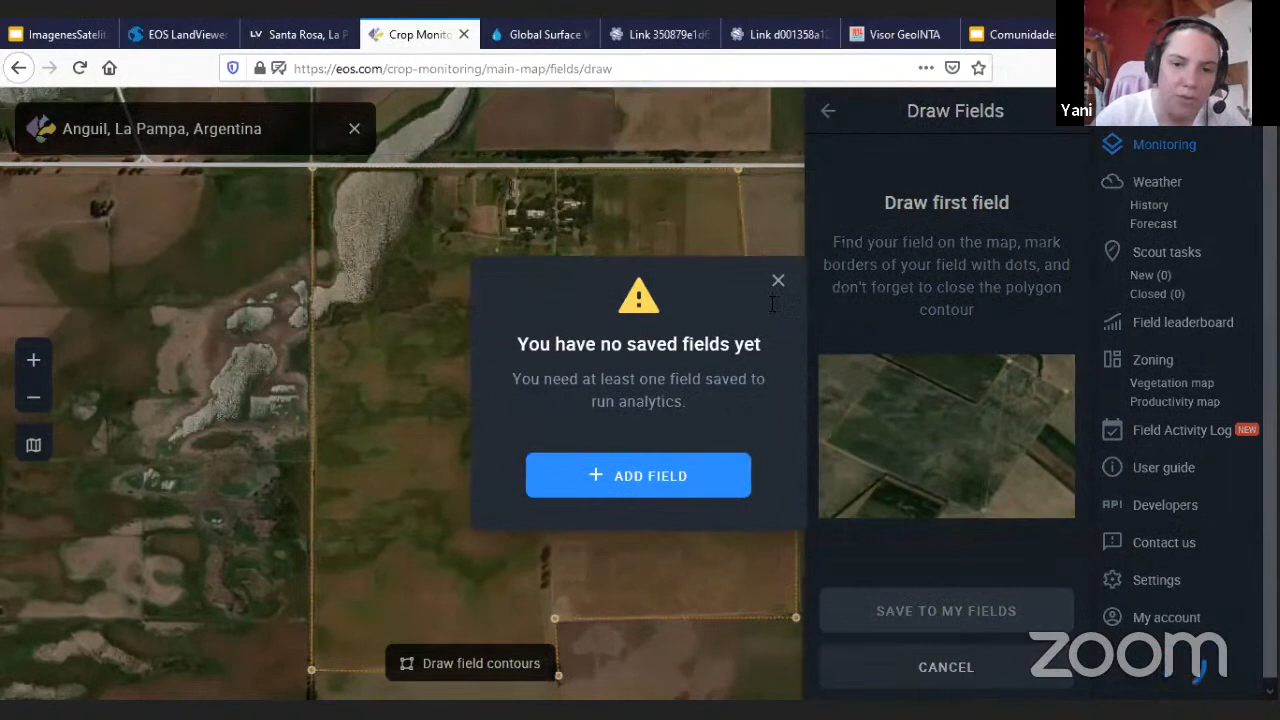 ImagenesSatelit
EOS LandViewer
Santa Rosa, La P
Crop Monito
Global Surface W
Link 350879e1d6
Link d001358a1
Visor GeoINTA
Comunidades
https://eos.com/crop-monitoring/main-map/fields/draw
Yani
Anguil, La Pampa, Argentina
Draw Fields
Draw first field
Find your field on the map, mark
borders of your field with dots, and
don't forget to close the polygon
contour
You have no saved fields yet
You need at least one field saved to
run analytics.
+ ADD FIELD
Draw field contours
SAVE TO MY FIELDS
CANCEL
Monitoring
Weather
History
Forecast
Scout tasks
New (0)
Closed (0)
Field leaderboard
Zoning
Vegetation map
Productivity map
Field Activity Log NEW
User guide
API Developers
Contact us
Settings
My account
zoom